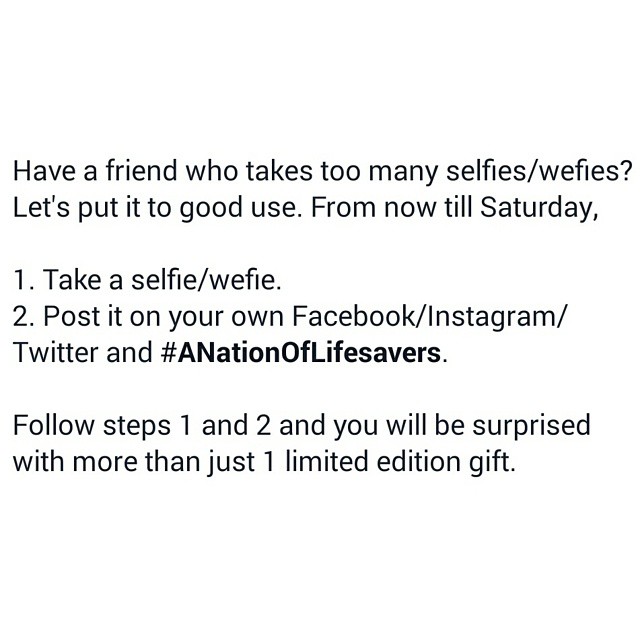 Have a friend who takes too many selfies/wefies?
Let's put it to good use. From now till Saturday,
1. Take a selfie/wefie.
2. Post it on your own Facebook/Instagram/
Twitter and #ANationOfLifesavers.
Follow steps 1 and 2 and you will be surprised
with more than just 1 limited edition gift.